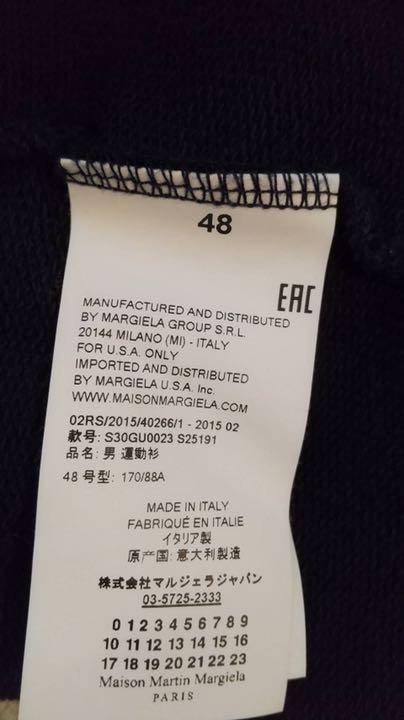 48
EAC
MANUFACTURED AND DISTRIBUTED
BY MARGIELA GROUP S.R.L.
20144 MILANO (MI) - ITALY
FOR U.S.A. ONLY
IMPORTED AND DISTRIBUTED
BY MARGIELA U.S.A. Inc.
WWW.MAISONMARGIELA.COM
02RS/2015/40266/1 - 2015 02
款号: S30GU0023 S25191
品名: 男 運動衫
48 号型: 170/88A
MADE IN ITALY
FABRIQUÉ EN ITALIE
イタリア製
原产国: 意大利製造
株式会社マルジェラジャパン
03-5725-2333
0 1 2 3 4 5 6 7 8 9
10 11 12 13 14 15 16
17 18 19 20 21 22 23
Maison Martin Margiela
PARIS